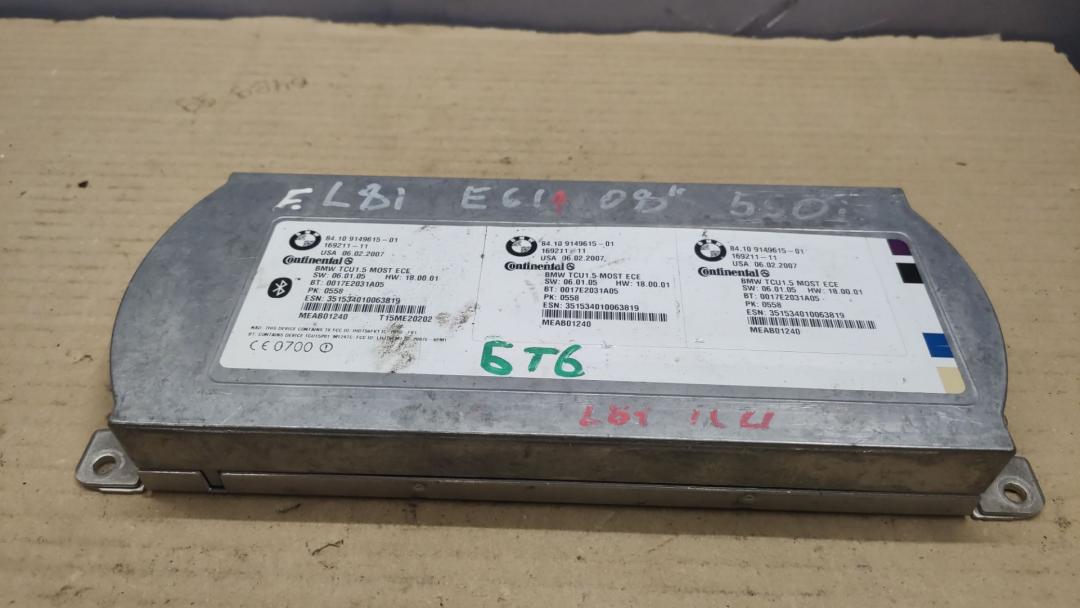 F. L8i E61 08" 550i
84.10 9149615-01
169211-11
USA 06.02.2007
Continental
BMW TCU1.5 MOST ECE
SW: 06.01.05 HW: 18.00.01
BT: 0017E2031A05
PK: 0558
ESN: 351534010063819
MEAB01240 T15ME20202
CE 0700
84.10 9149615-01
169211-11
USA 06.02.2007
Continental
BMW TCU1.5-MOST ECE
SW: 06.01.05 HW: 18.00.01
BT: 0017E2031A05
PK: 0558
ESN: 351534010063819
MEAB01240
84.10 9149615-01
169211-11
USA 06.02.2007
Continental
BMW TCU1.5 MOST ECE
SW: 06.01.05 HW: 18.00.01
BT: 0017E2031A05
PK: 0558
ESN: 351534010063819
MEAB01240
5T6